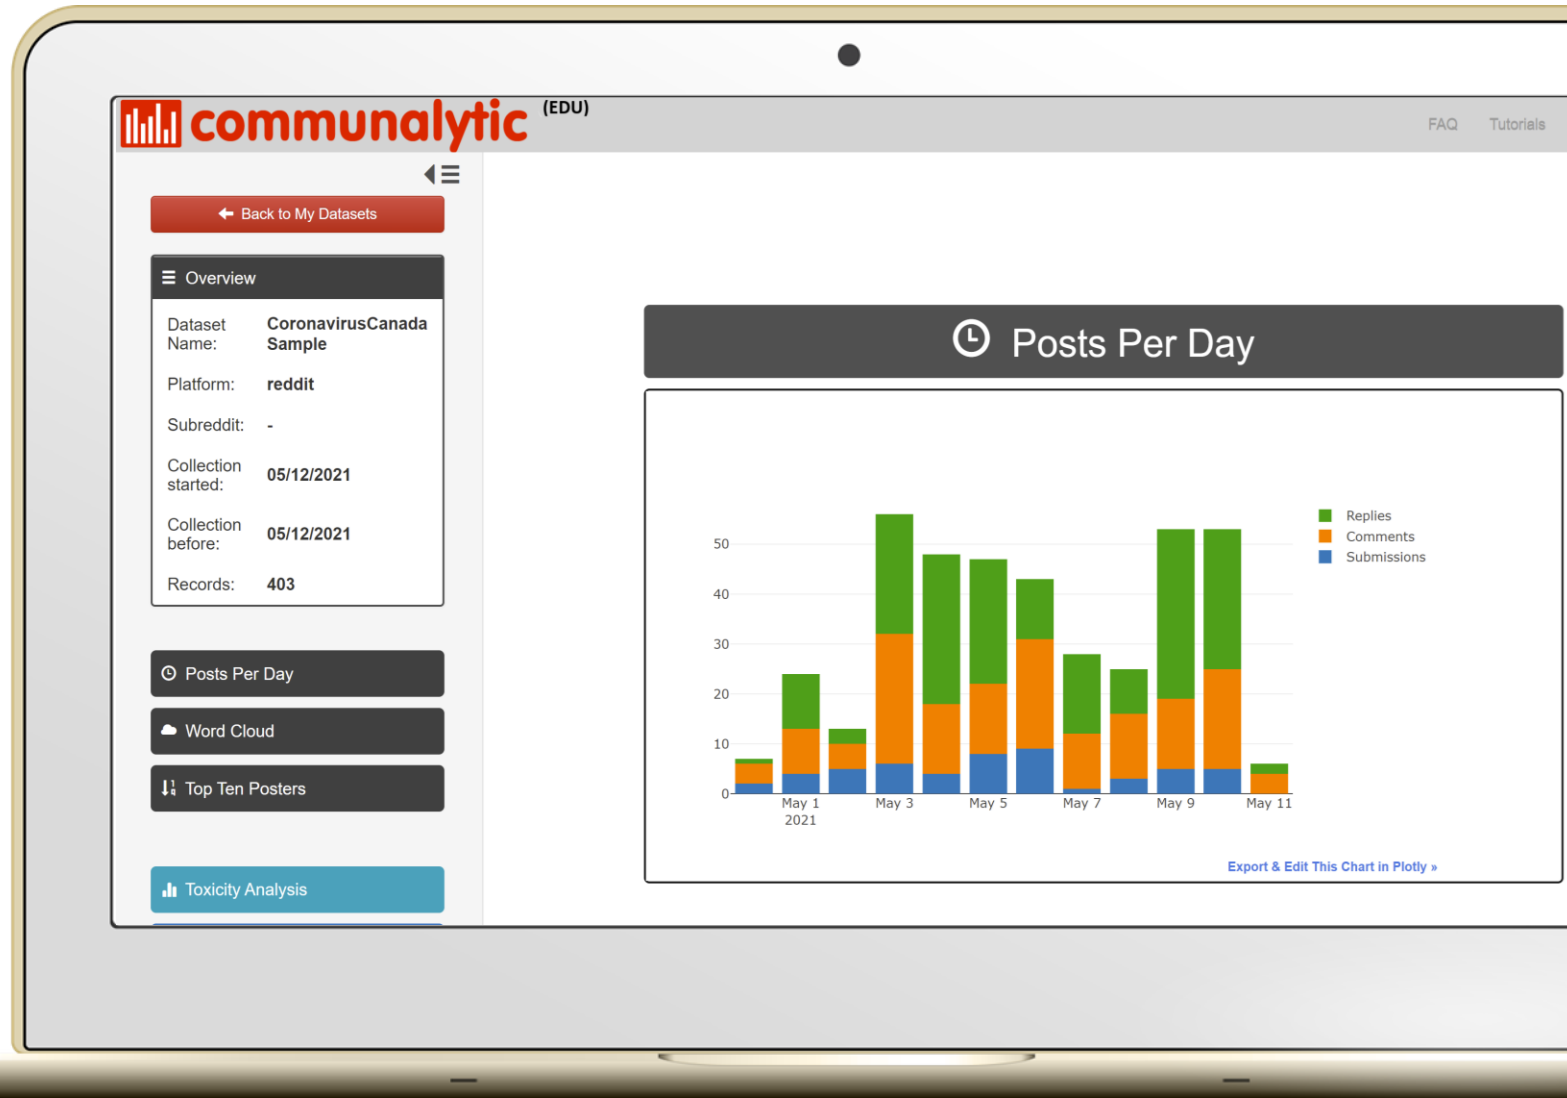 communalytic (EDU)
FAQ Tutorials
Back to My Datasets
Overview
Dataset Name: CoronavirusCanada Sample
Platform: reddit
Subreddit: -
Collection started: 05/12/2021
Collection before: 05/12/2021
Records: 403
Posts Per Day
Word Cloud
Top Ten Posters
Toxicity Analysis
Posts Per Day
Replies
Comments
Submissions
50
40
30
20
10
0
May 1 May 3 May 5 May 7 May 9 May 11
2021
Export & Edit This Chart in Plotly »